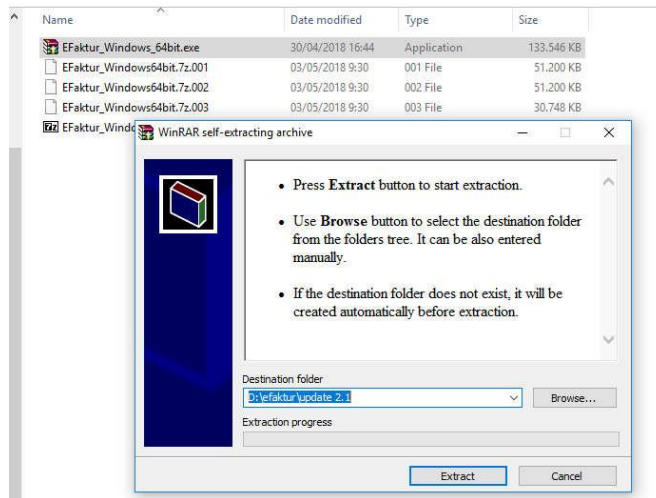 Name Date modified Type Size
EFaktur_Windows_64bit.exe 30/04/2018 16:44 Application 133.546 KB
EFaktur_Windows64bit.7z.001 03/05/2018 9:30 001 File 51.200 KB
EFaktur_Windows64bit.7z.002 03/05/2018 9:30 002 File 51.200 KB
EFaktur_Windows64bit.7z.003 03/05/2018 9:30 003 File 30.748 KB
EFaktur_Windo
WinRAR self-extracting archive
• Press Extract button to start extraction.
• Use Browse button to select the destination folder
from the folders tree. It can be also entered
manually.
• If the destination folder does not exist, it will be
created automatically before extraction.
Destination folder
D:\efaktur\update 2.1
Browse...
Extraction progress
Extract Cancel